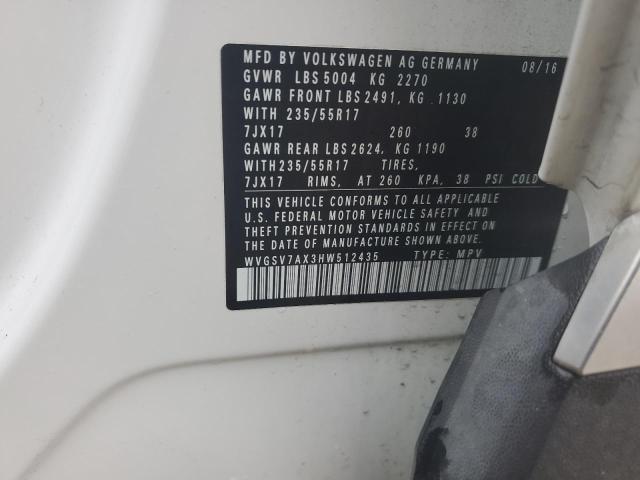 MFD BY VOLKSWAGEN AG GERMANY 08/16
GVWR LBS 5004 KG 2270
GAWR FRONT LBS 2491, KG .1130
WITH 235/55R17
7JX17 260 38
GAWR REAR LBS 2624, KG 1190
WITH 235/55R17 TIRES,
7JX17 RIMS, AT 260 KPA, 38 PSI COLD
THIS VEHICLE CONFORMS TO ALL APPLICABLE
U.S. FEDERAL MOTOR VEHICLE SAFETY AND
THEFT PREVENTION STANDARDS IN EFFECT ON
THE DATE OF MANUFACTURE SHOWN ABOVE.
WVGSV7AX3HW512435 TYPE: MPV